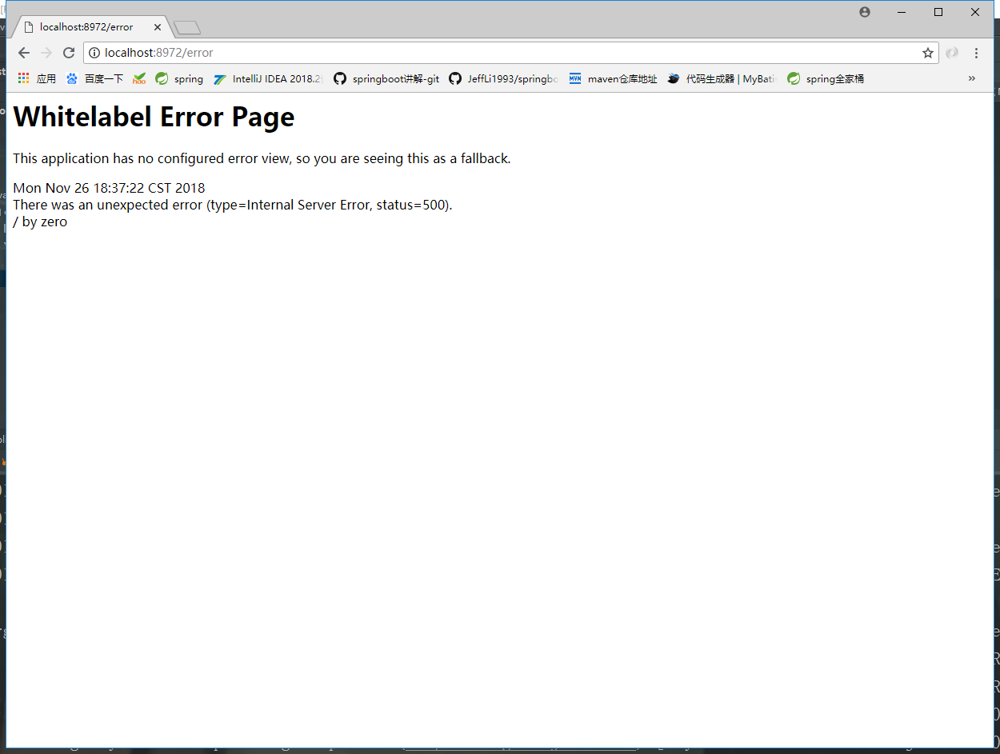 localhost:8972/error
localhost:8972/error
应用 百度一下 hao spring IntelliJ IDEA 2018.2 springboot讲解-git JeffLi1993/springbo MVN maven仓库地址 代码生成器 | MyBati spring全家桶 »
Whitelabel Error Page
This application has no configured error view, so you are seeing this as a fallback.
Mon Nov 26 18:37:22 CST 2018
There was an unexpected error (type=Internal Server Error, status=500).
/ by zero